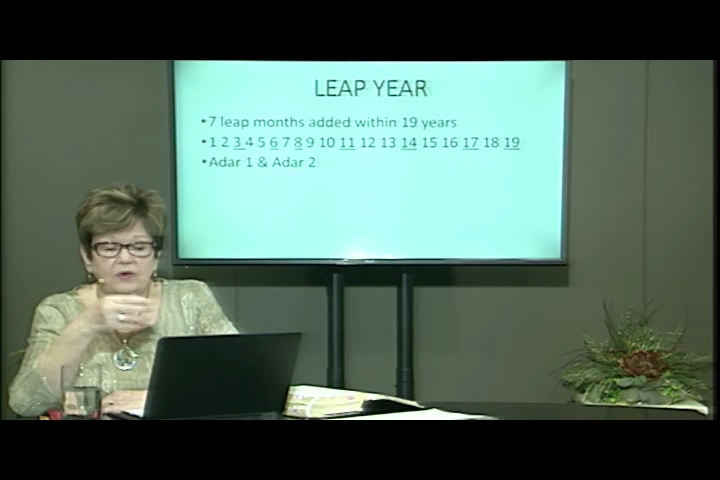 LEAP YEAR
•7 leap months added within 19 years
•1 2 3 4 5 6 7 8 9 10 11 12 13 14 15 16 17 18 19
•Adar 1 & Adar 2